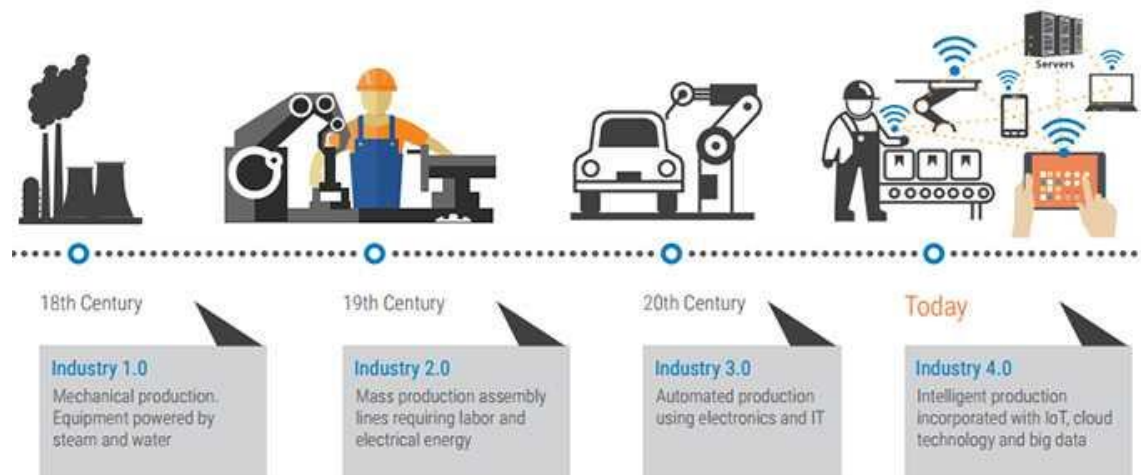 Servers
18th Century
Industry 1.0
Mechanical production.
Equipment powered by
steam and water
19th Century
Industry 2.0
Mass production assembly
lines requiring labor and
electrical energy
20th Century
Industry 3.0
Automated production
using electronics and IT
Today
Industry 4.0
Intelligent production
incorporated with IoT, cloud
technology and big data